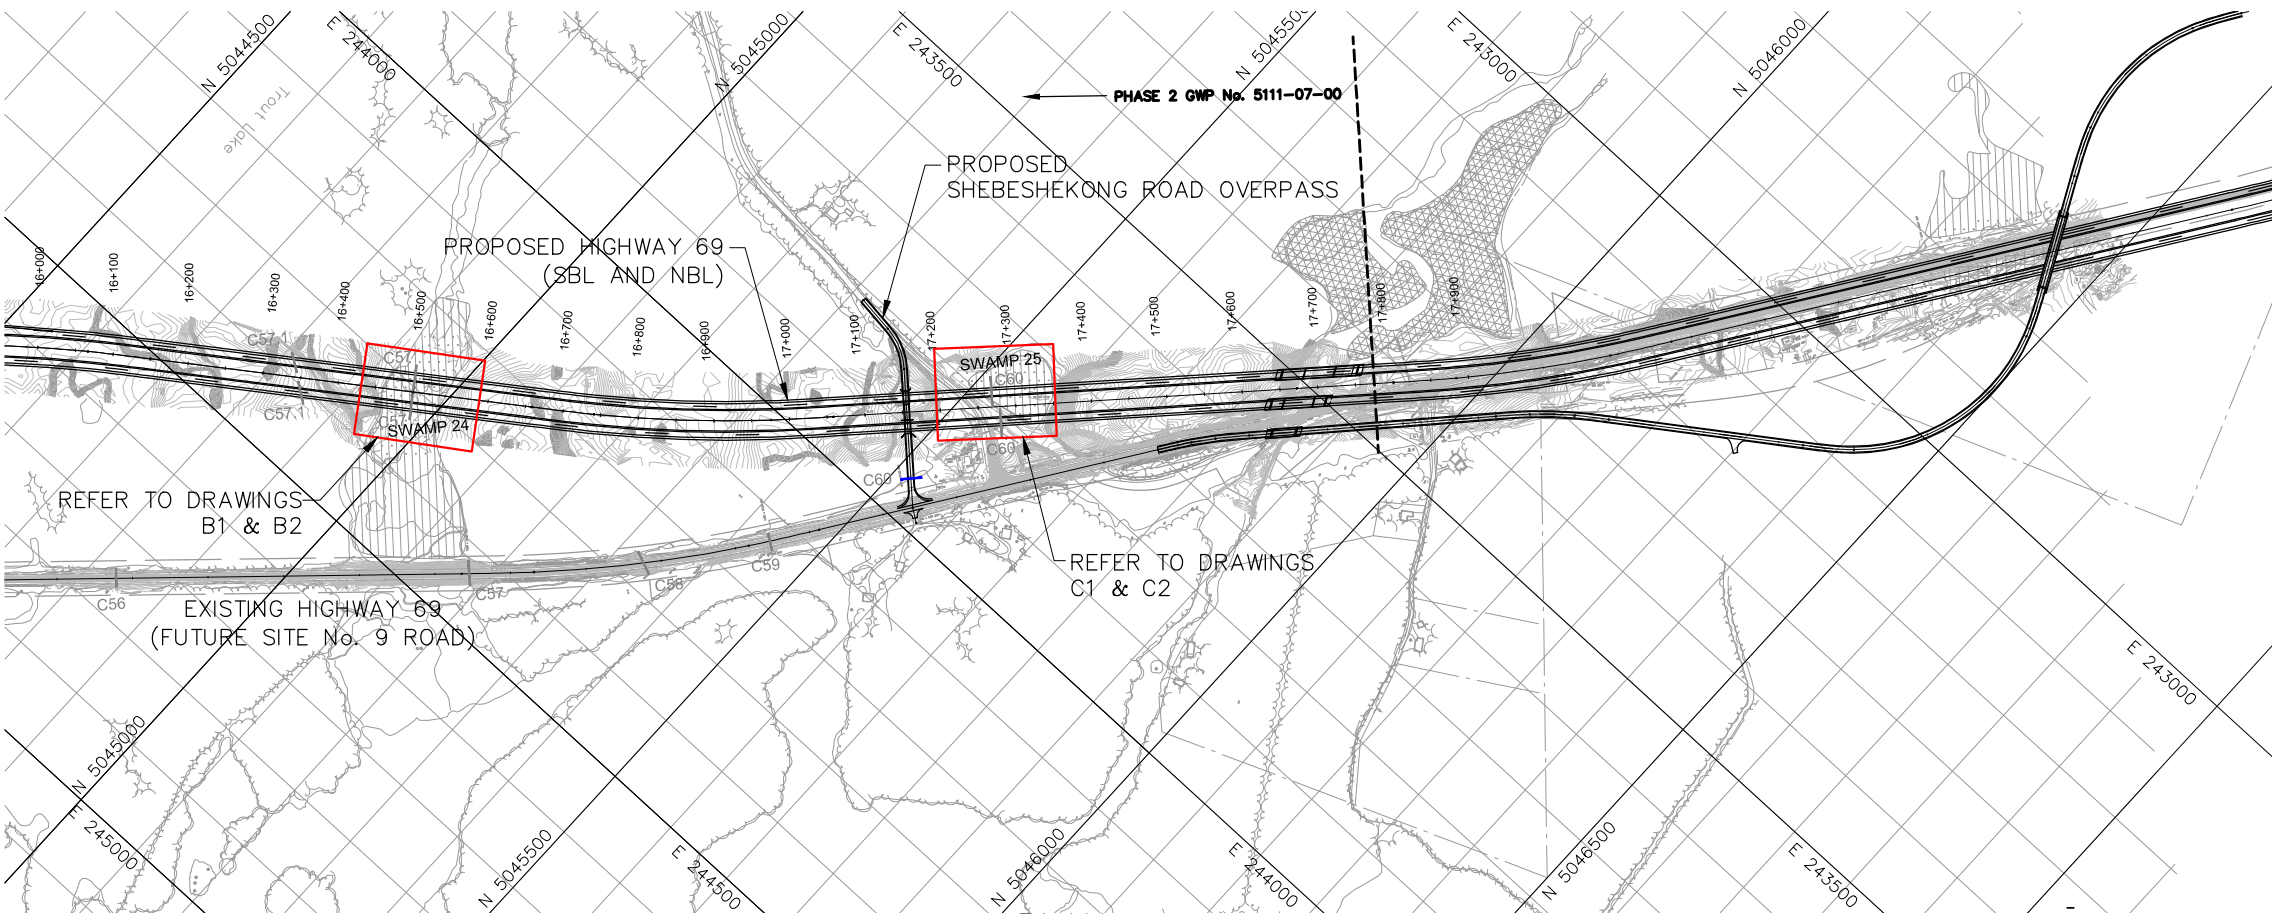 N 5044500
E 244000
N 5045000
E 243500
N 5045500
E 243000
N 5046000
Trout Lake
PHASE 2 GWP No. 5111-07-00
PROPOSED
SHEBESHEKONG ROAD OVERPASS
PROPOSED HIGHWAY 69
(SBL AND NBL)
16+000
16+100
16+200
16+300
16+400
16+500
16+600
16+700
16+800
16+900
17+000
17+100
17+200
17+300
17+400
17+500
17+600
17+700
17+800
17+900
C57.1
C57
SWAMP 25
C60
C57.1
C57
SWAMP 24
C60
C60
REFER TO DRAWINGS
B1 & B2
REFER TO DRAWINGS
C1 & C2
C56
C57
C58
C59
EXISTING HIGHWAY 69
(FUTURE SITE No. 9 ROAD)
E 243000
N 5045000
E 245000
N 5045500
E 244500
N 5046000
E 244000
N 5046500
E 243500